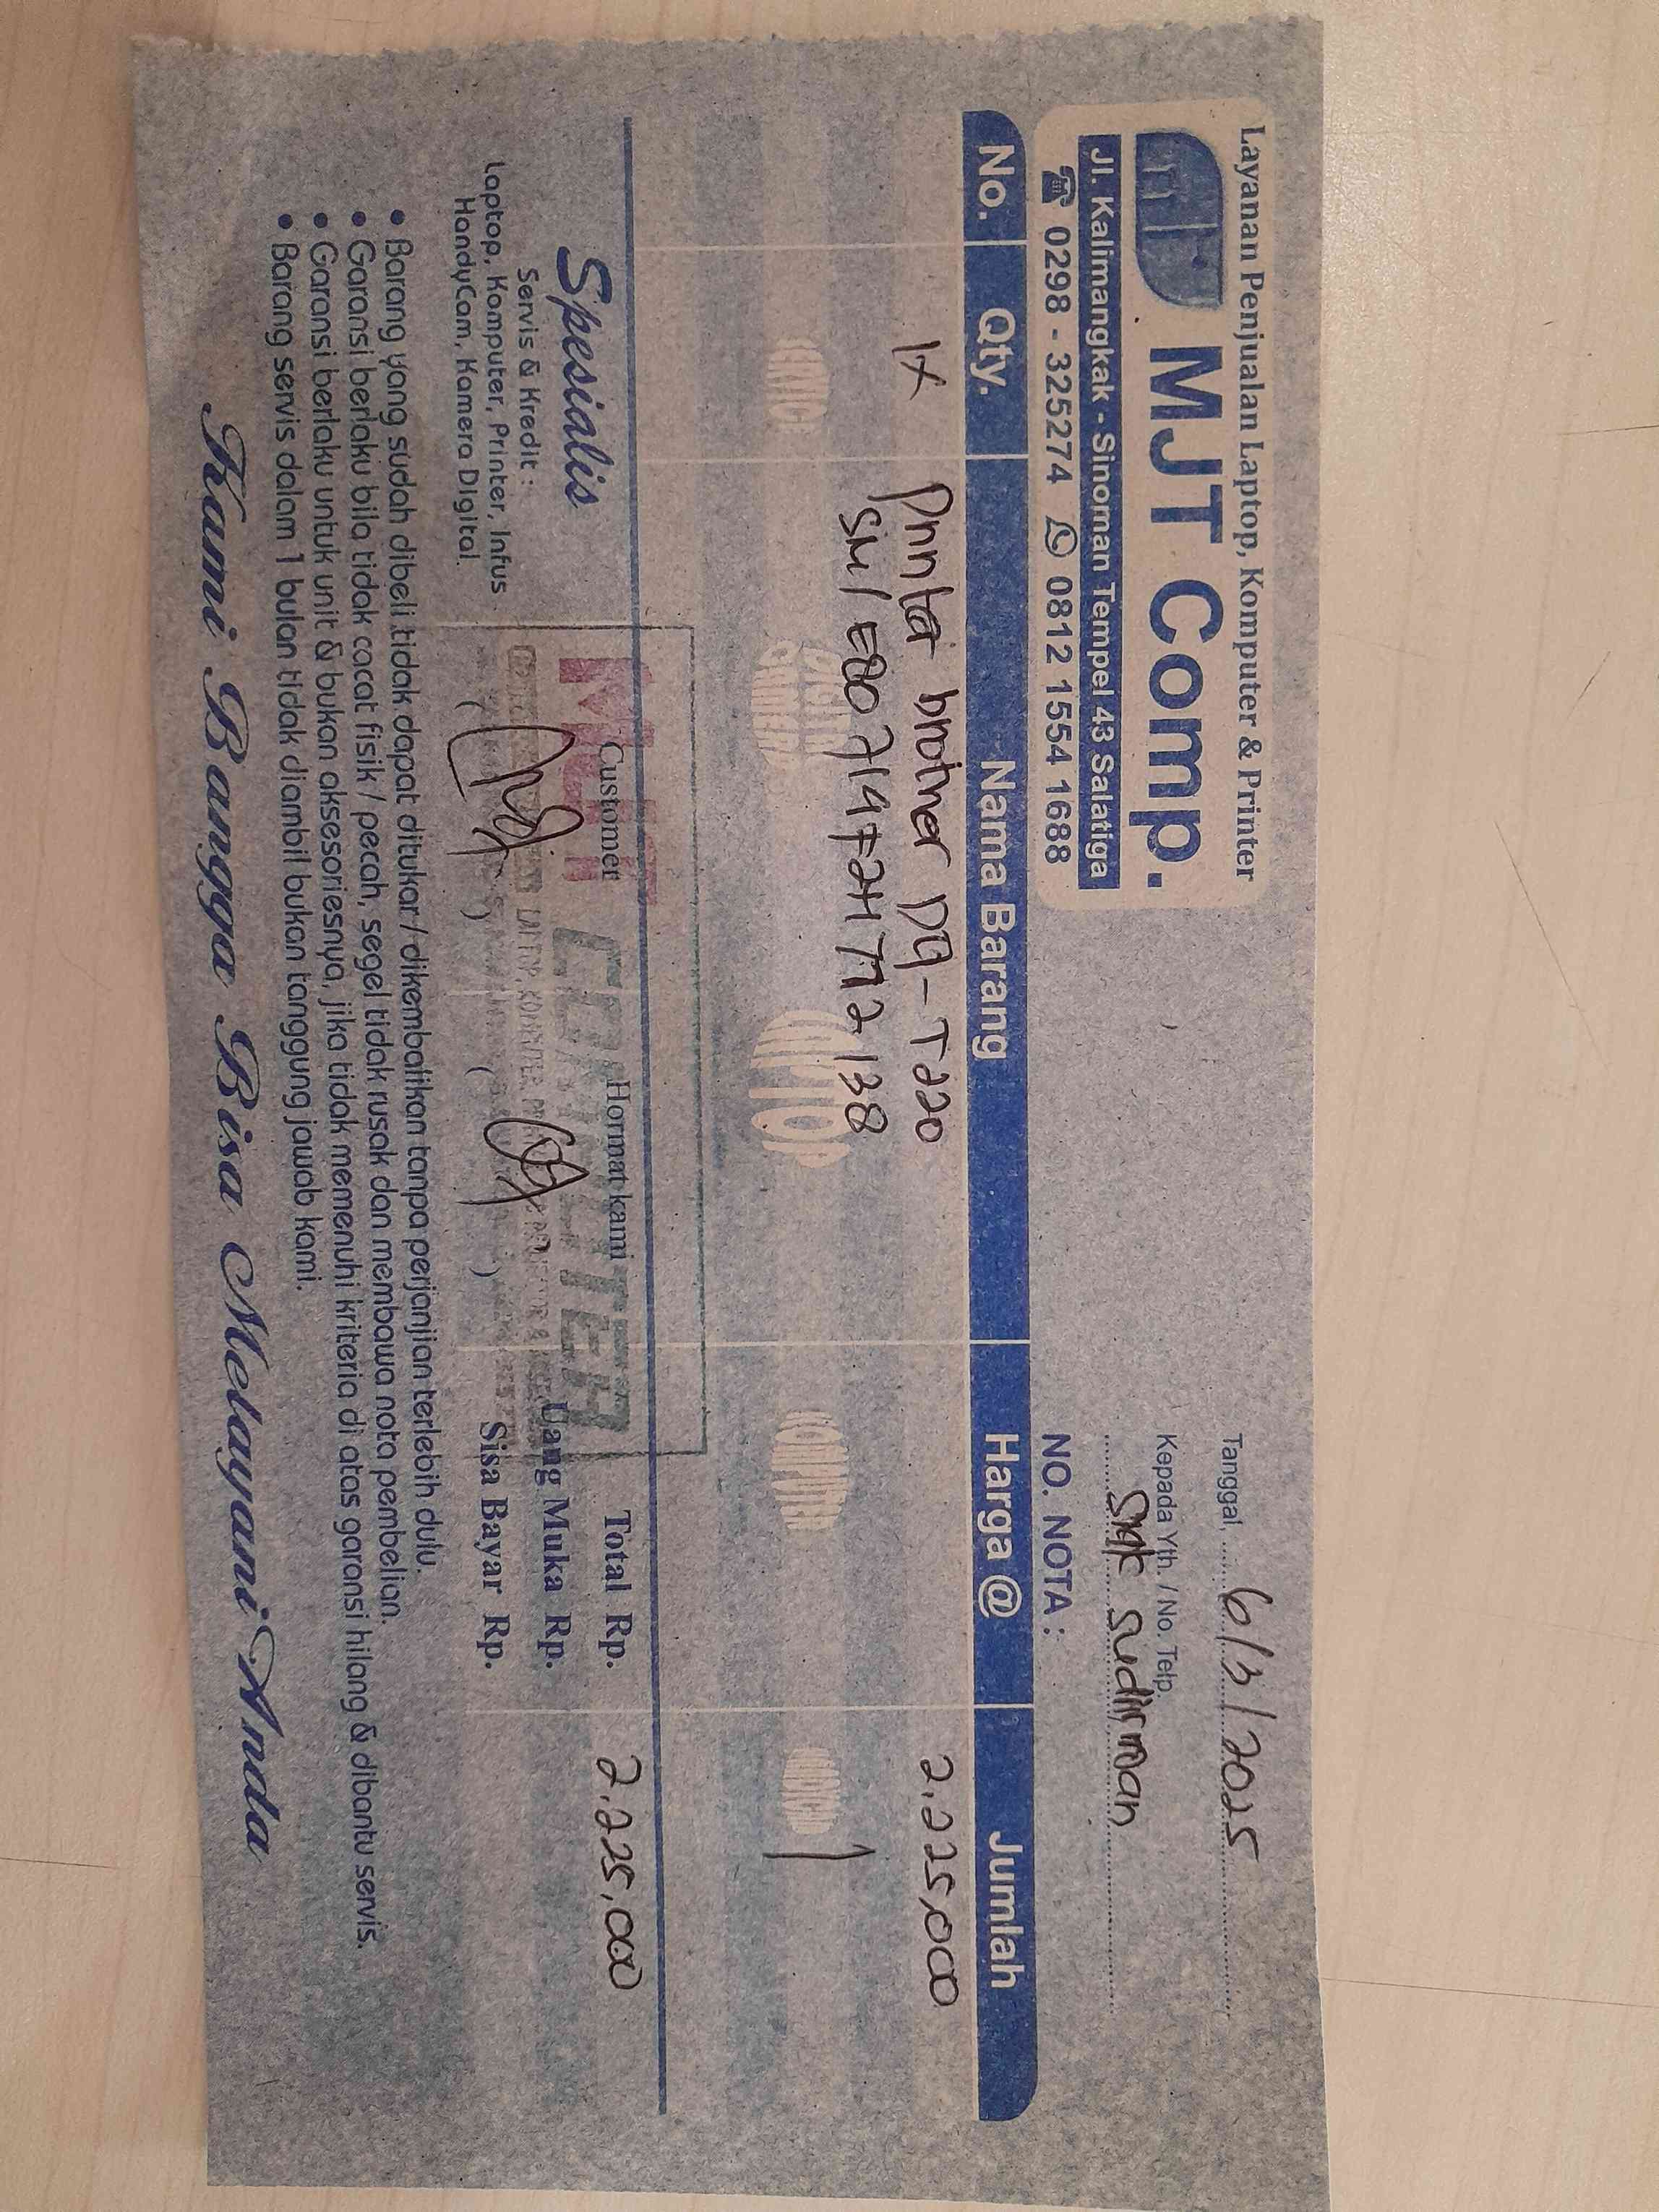 Layanan Penjualan Laptop, Komputer & Printer
MJT Comp.
Jl. Kalimangkak - Sinoman Tempel 43 Salatiga
0298 - 325274 0812 1554 1688
Tanggal, 6/3/2025
Kepada Yth. / No. Telp.
sudirman
NO. NOTA :
No. Qty. Nama Barang Harga @ Jumlah
1x Printer brother DCP-T220 2.225.000
Spesialis
Servis & Kredit :
Laptop, Komputer, Printer, Infus
HandyCam, Kamera Digital.
MJT
COMPUTER
Customer
Hormat kami
Total Rp. 2.225.000
Uang Muka Rp.
Sisa Bayar Rp.
• Barang yang sudah dibeli tidak dapat ditukar / dikembalikan tanpa perjanjian terlebih dulu.
• Garansi berlaku bila tidak cacat fisik / pecah, segel tidak rusak dan membawa nota pembelian.
• Garansi berlaku untuk unit & bukan aksesoriesnya, jika tidak memenuhi kriteria di atas garansi hilang & dibantu servis.
• Barang servis dalam 1 bulan tidak diambil bukan tanggung jawab kami.
Kami Bangga Bisa Melayani Anda